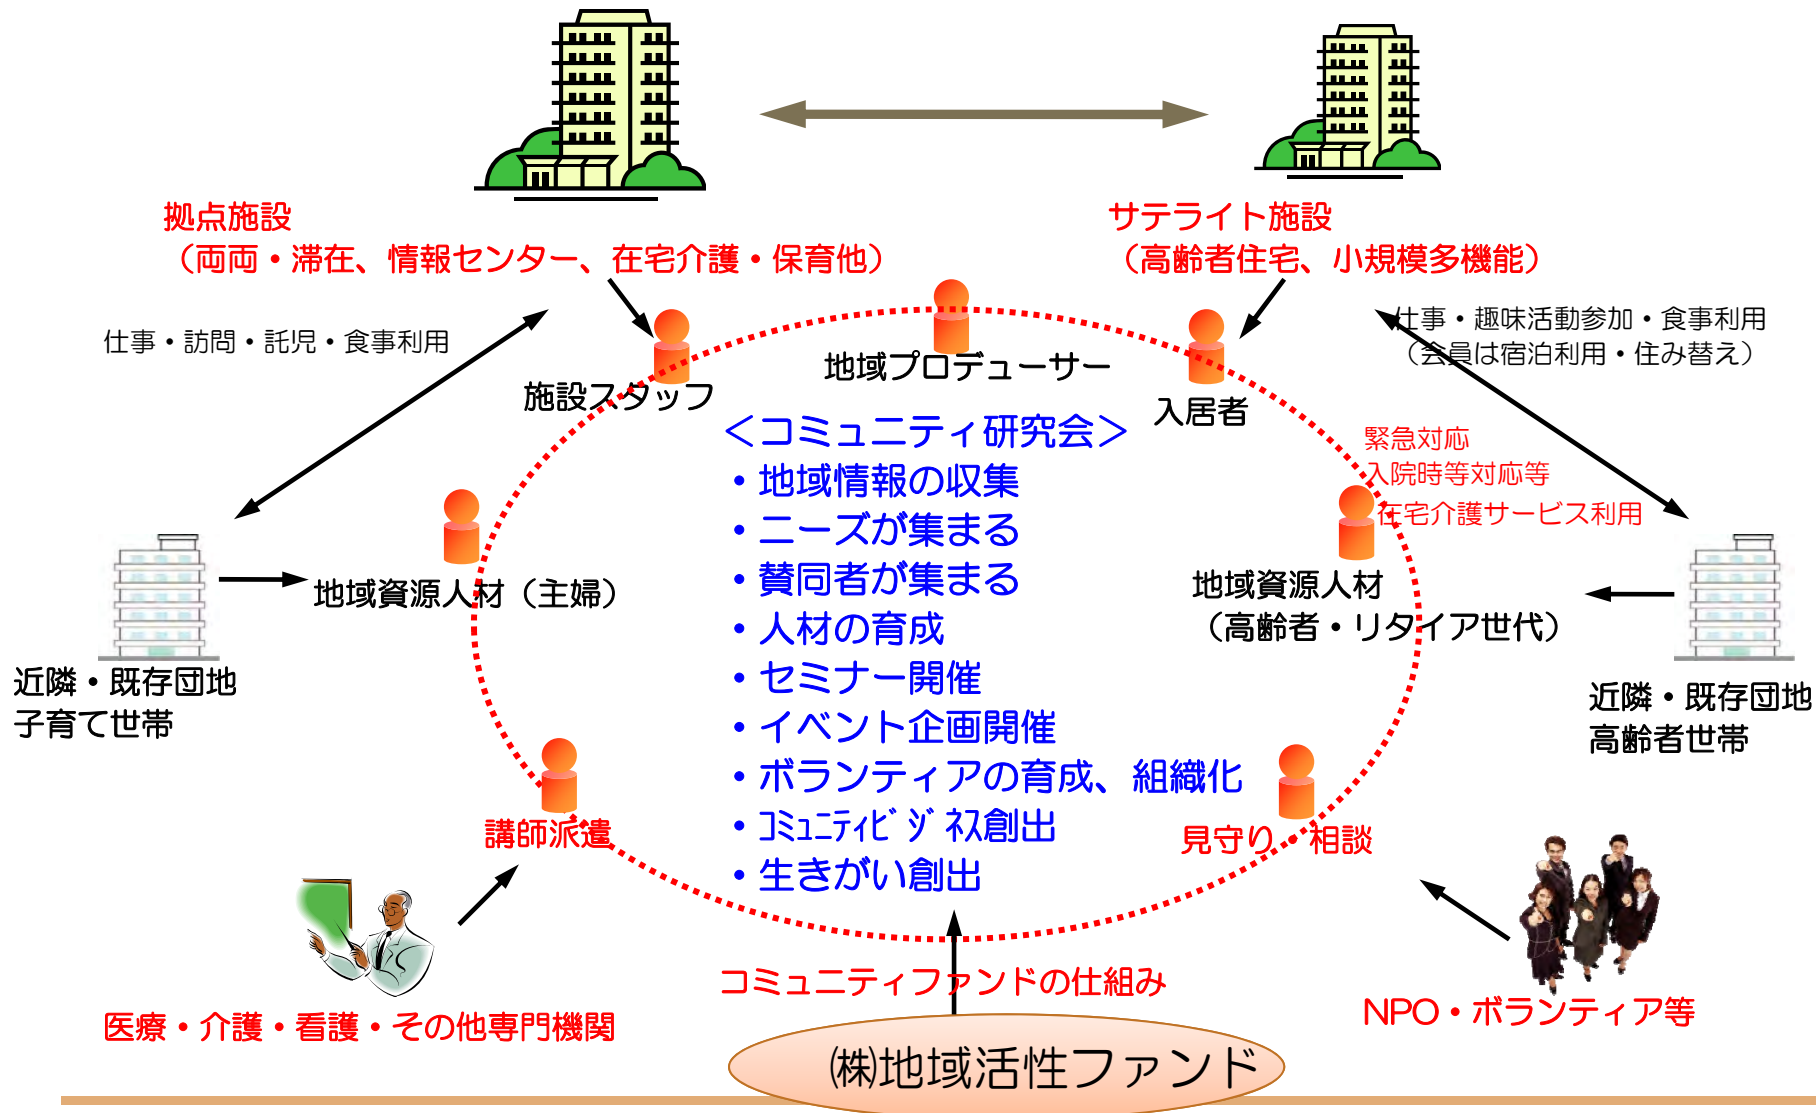 拠点施設
（両両・滞在、情報センター、在宅介護・保育他）
サテライト施設
（高齢者住宅、小規模多機能）
仕事・訪問・託児・食事利用
仕事・趣味活動参加・食事利用
（会員は宿泊利用・住み替え）
施設スタッフ
地域プロデューサー
入居者
＜コミュニティ研究会＞
・地域情報の収集
・ニーズが集まる
・賛同者が集まる
・人材の育成
・セミナー開催
・イベント企画開催
・ボランティアの育成、組織化
・ｺﾐｭﾆﾃｨﾋﾞｼﾞﾈｽ創出
・生きがい創出
緊急対応
入院時等対応等
在宅介護サービス利用
地域資源人材（主婦）
地域資源人材
（高齢者・リタイア世代）
近隣・既存団地
子育て世帯
近隣・既存団地
高齢者世帯
講師派遣
見守り・相談
医療・介護・看護・その他専門機関
コミュニティファンドの仕組み
NPO・ボランティア等
㈱地域活性ファンド